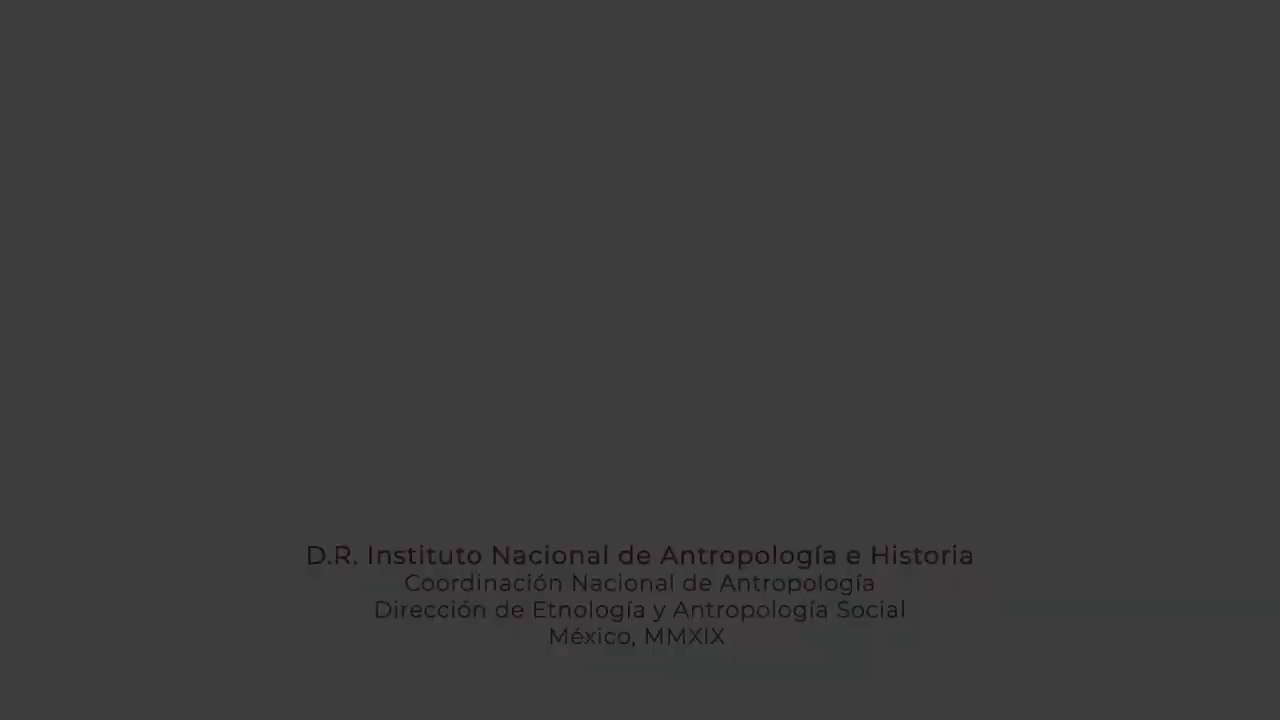 D.R. Instituto Nacional de Antropología e Historia
Coordinación Nacional de Antropología
Dirección de Etnología y Antropología Social
México, MMXIX